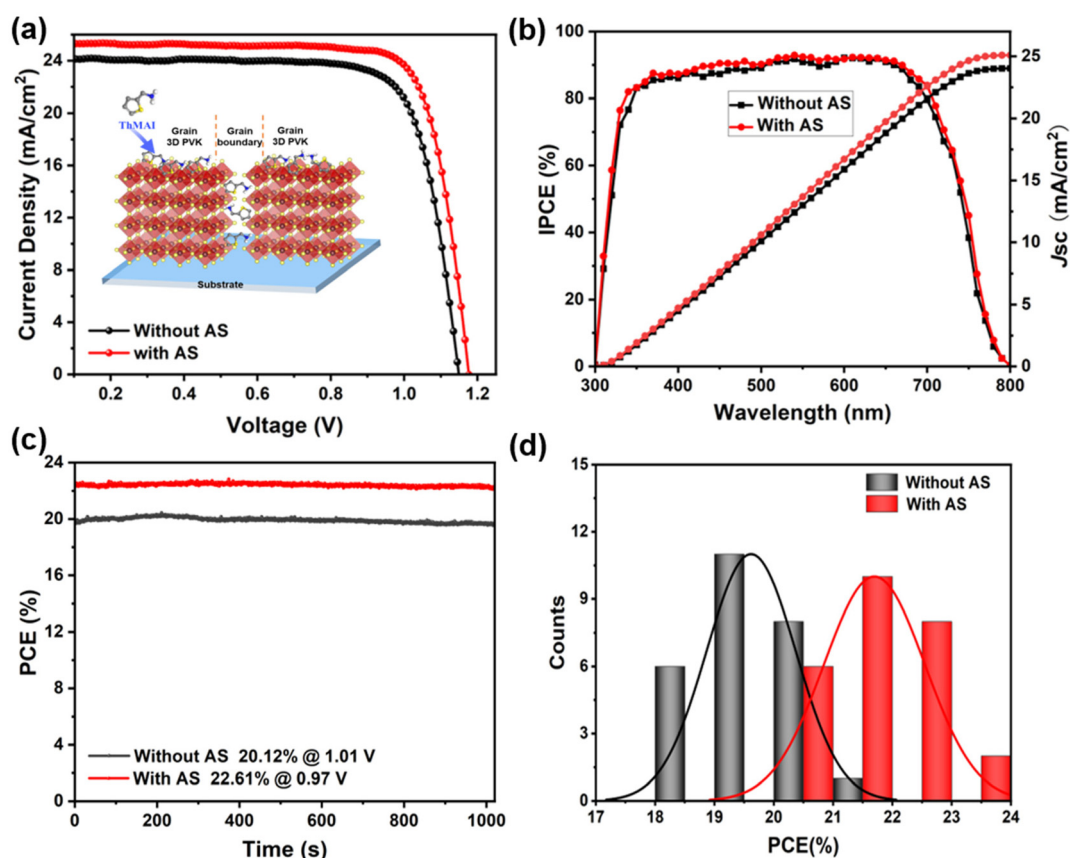 (a)
Current Density (mA/cm²)
24
20
16
12
8
4
0
ThMAI
Grain
3D PVK
Grain
boundary
Grain
3D PVK
Substrate
Without AS
with AS
0.2 0.4 0.6 0.8 1.0 1.2
Voltage (V)
(b)
IPCE (%)
100
80
60
40
20
0
Without AS
With AS
25
20
15
10
5
0
Jsc (mA/cm²)
300 400 500 600 700 800
Wavelength (nm)
(c)
PCE (%)
24
20
16
12
8
4
0
Without AS 20.12% @ 1.01 V
With AS 22.61% @ 0.97 V
0 200 400 600 800 1000
Time (s)
(d)
Counts
15
12
9
6
3
0
Without AS
With AS
17 18 19 20 21 22 23 24
PCE(%)